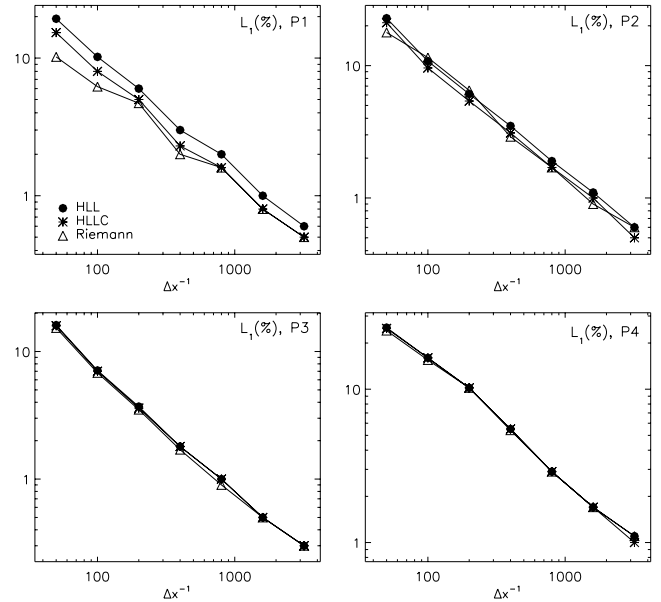 L₁(%), P1
10
1
HLL
HLLC
Riemann
100
1000
Δx⁻¹
L₁(%), P2
10
1
100
1000
Δx⁻¹
L₁(%), P3
10
1
100
1000
Δx⁻¹
L₁(%), P4
10
1
100
1000
Δx⁻¹